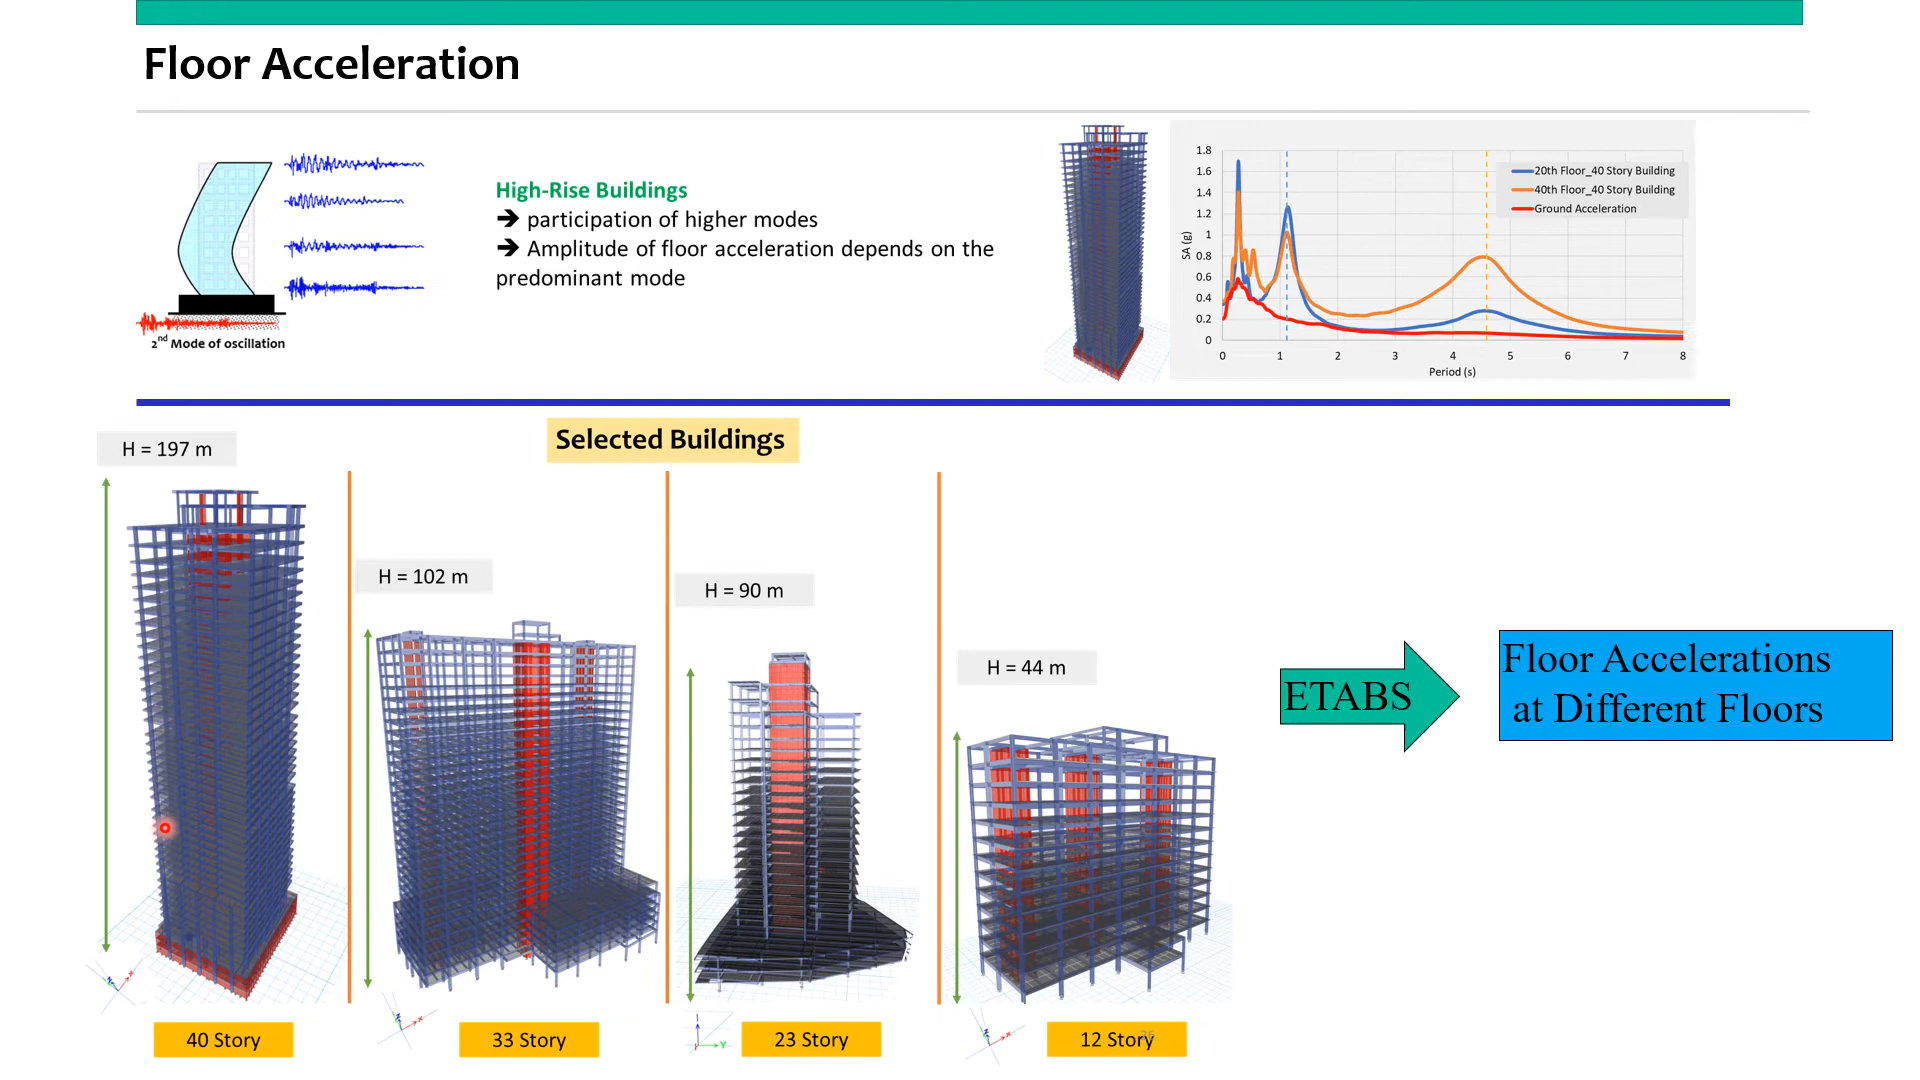 Floor Acceleration
2nd Mode of oscillation
High-Rise Buildings
➔ participation of higher modes
➔ Amplitude of floor acceleration depends on the
predominant mode
SA (g)
1.8
1.6
1.4
1.2
1
0.8
0.6
0.4
0.2
0
0 1 2 3 4 5 6 7 8
Period (s)
20th Floor_40 Story Building
40th Floor_40 Story Building
Ground Acceleration
Selected Buildings
H = 197 m
H = 102 m
H = 90 m
H = 44 m
ETABS
Floor Accelerations
at Different Floors
40 Story
33 Story
23 Story
12 Story